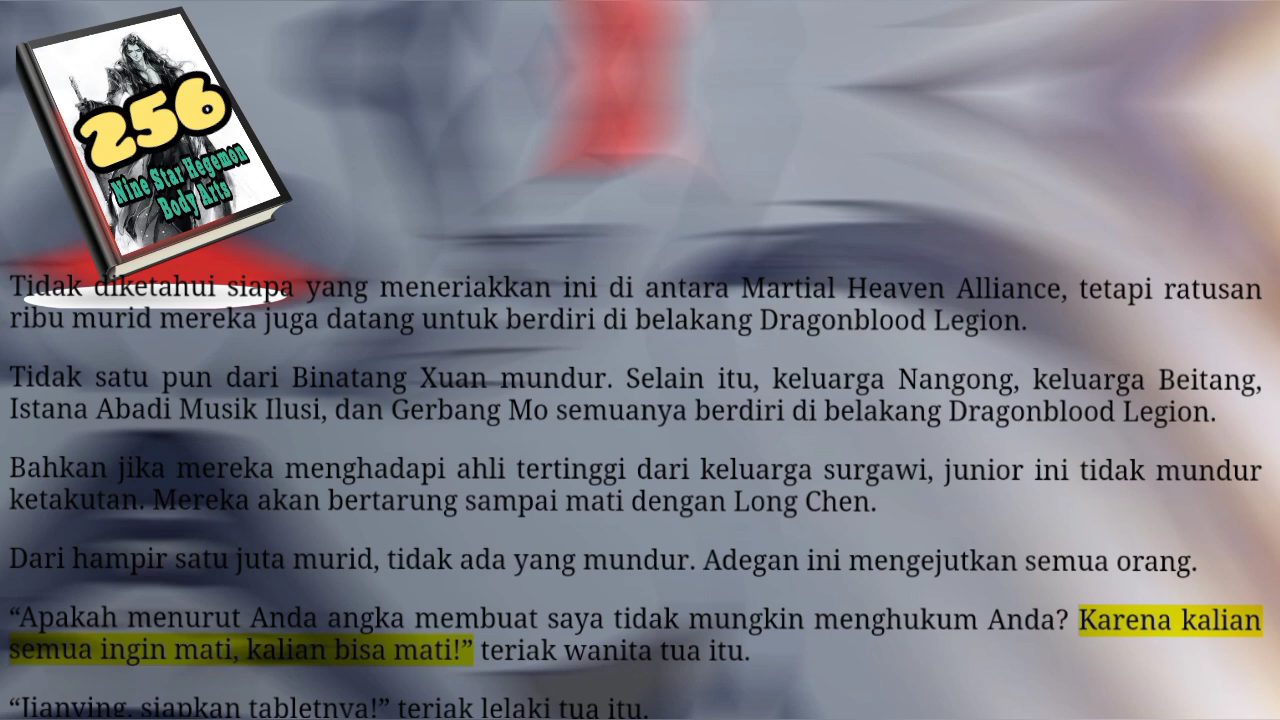 256
Nine Star Hegemon
Body Arts
Tidak diketahui siapa yang meneriakkan ini di antara Martial Heaven Alliance, tetapi ratusan
ribu murid mereka juga datang untuk berdiri di belakang Dragonblood Legion.
Tidak satu pun dari Binatang Xuan mundur. Selain itu, keluarga Nangong, keluarga Beitang,
Istana Abadi Musik Ilusi, dan Gerbang Mo semuanya berdiri di belakang Dragonblood Legion.
Bahkan jika mereka menghadapi ahli tertinggi dari keluarga surgawi, junior ini tidak mundur
ketakutan. Mereka akan bertarung sampai mati dengan Long Chen.
Dari hampir satu juta murid, tidak ada yang mundur. Adegan ini mengejutkan semua orang.
“Apakah menurut Anda angka membuat saya tidak mungkin menghukum Anda? Karena kalian
semua ingin mati, kalian bisa mati!” teriak wanita tua itu.
“Jianying, siapkan tabletnya!” teriak lelaki tua itu.